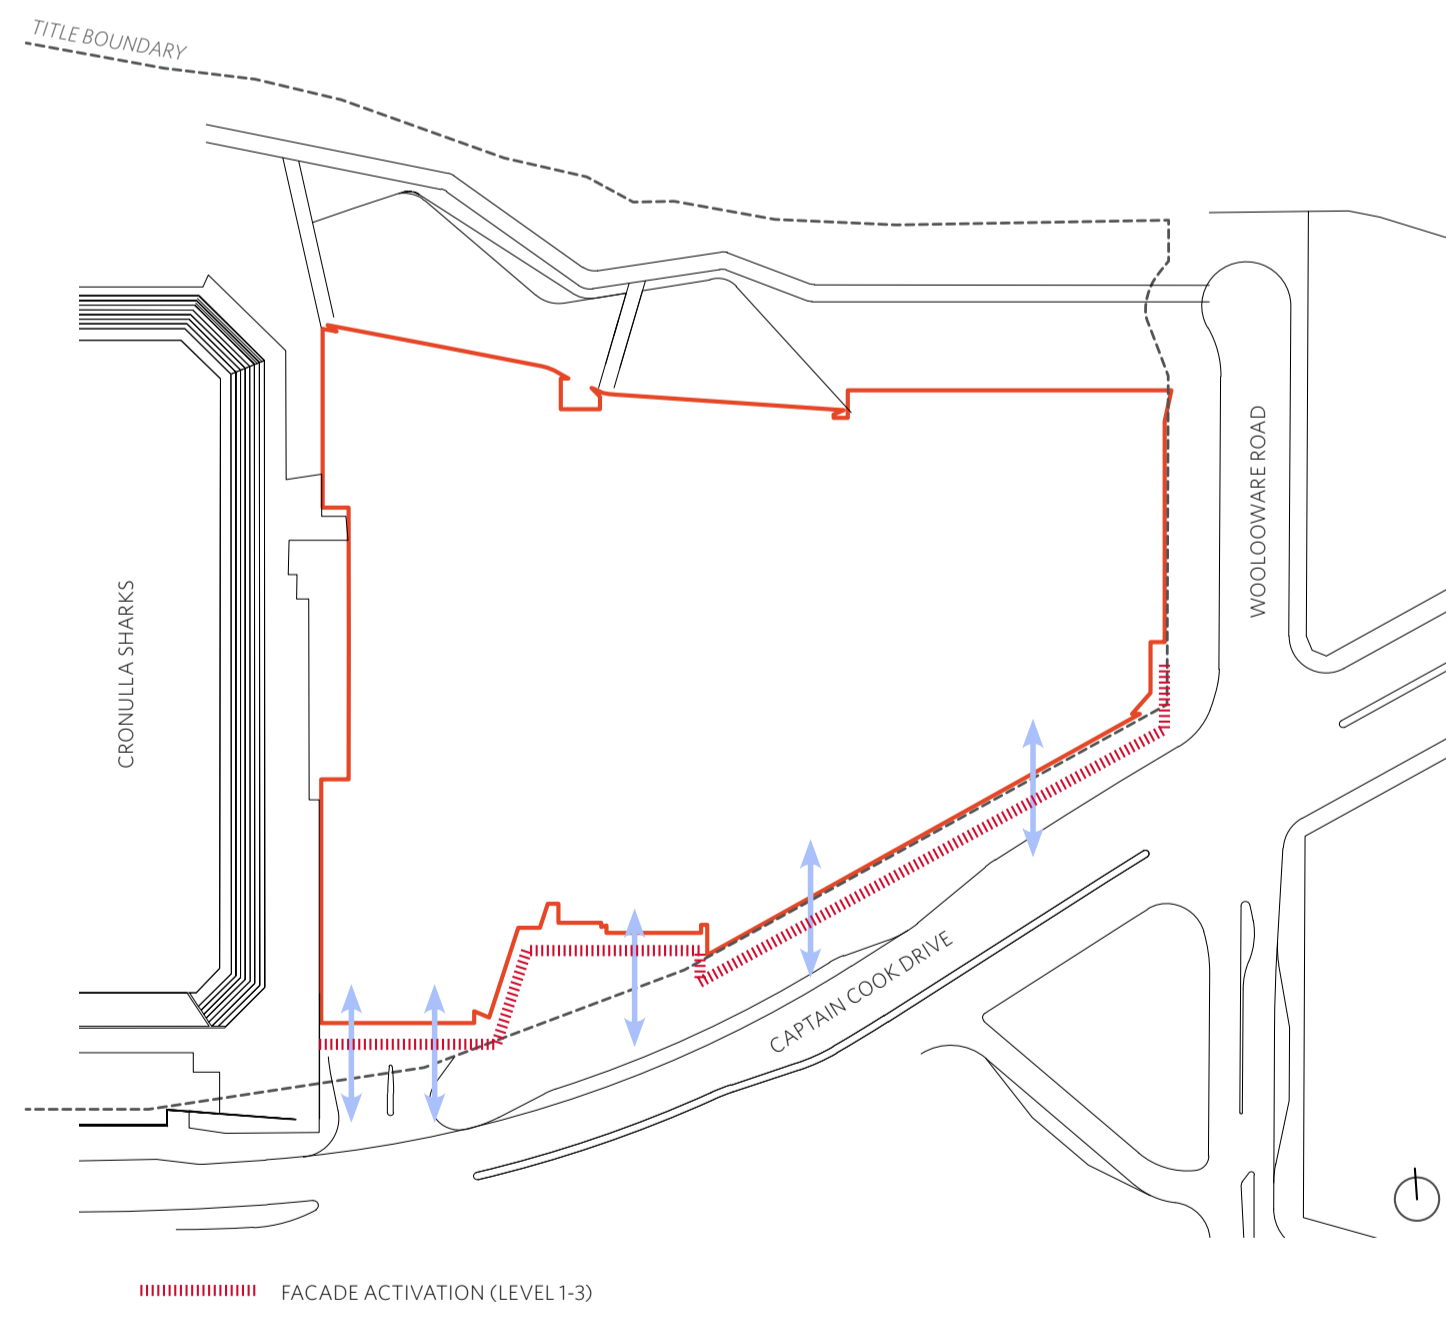 TITLE BOUNDARY
CRONULLA SHARKS
WOOLOOWARE ROAD
CAPTAIN COOK DRIVE
FACADE ACTIVATION (LEVEL 1-3)